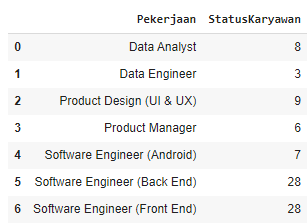 Pekerjaan StatusKaryawan
0 Data Analyst 8
1 Data Engineer 3
2 Product Design (UI & UX) 9
3 Product Manager 6
4 Software Engineer (Android) 7
5 Software Engineer (Back End) 28
6 Software Engineer (Front End) 28